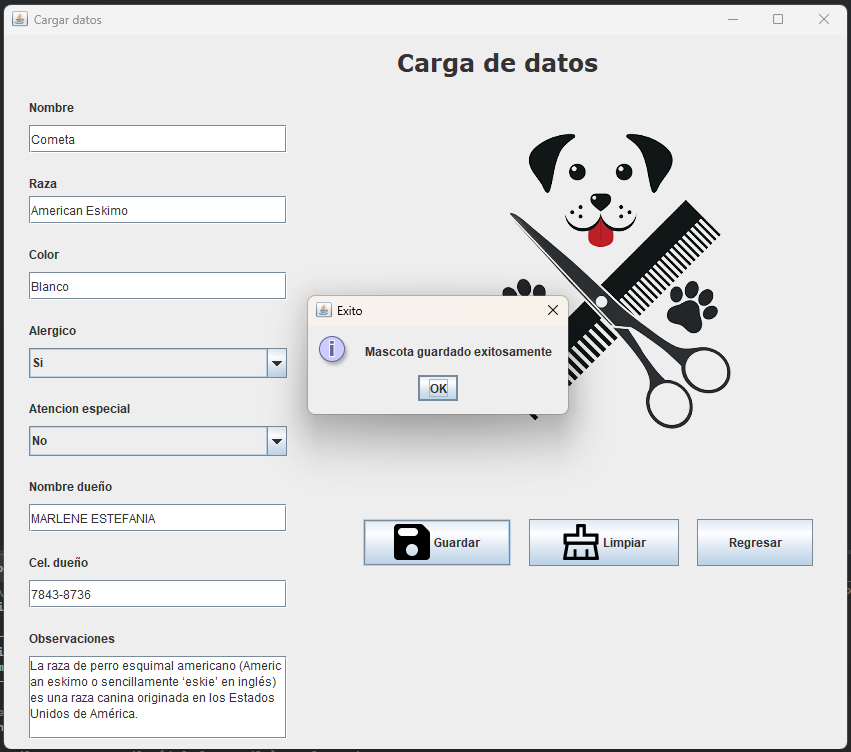 Cargar datos
Carga de datos
Nombre
Cometa
Raza
American Eskimo
Color
Blanco
Alergico
Si
Atencion especial
No
Nombre dueño
MARLENE ESTEFANIA
Cel. dueño
7843-8736
Observaciones
La raza de perro esquimal americano (Americ
an eskimo o sencillamente ‘eskie’ en inglés)
es una raza canina originada en los Estados
Unidos de América.
Exito
Mascota guardado exitosamente
OK
Guardar
Limpiar
Regresar